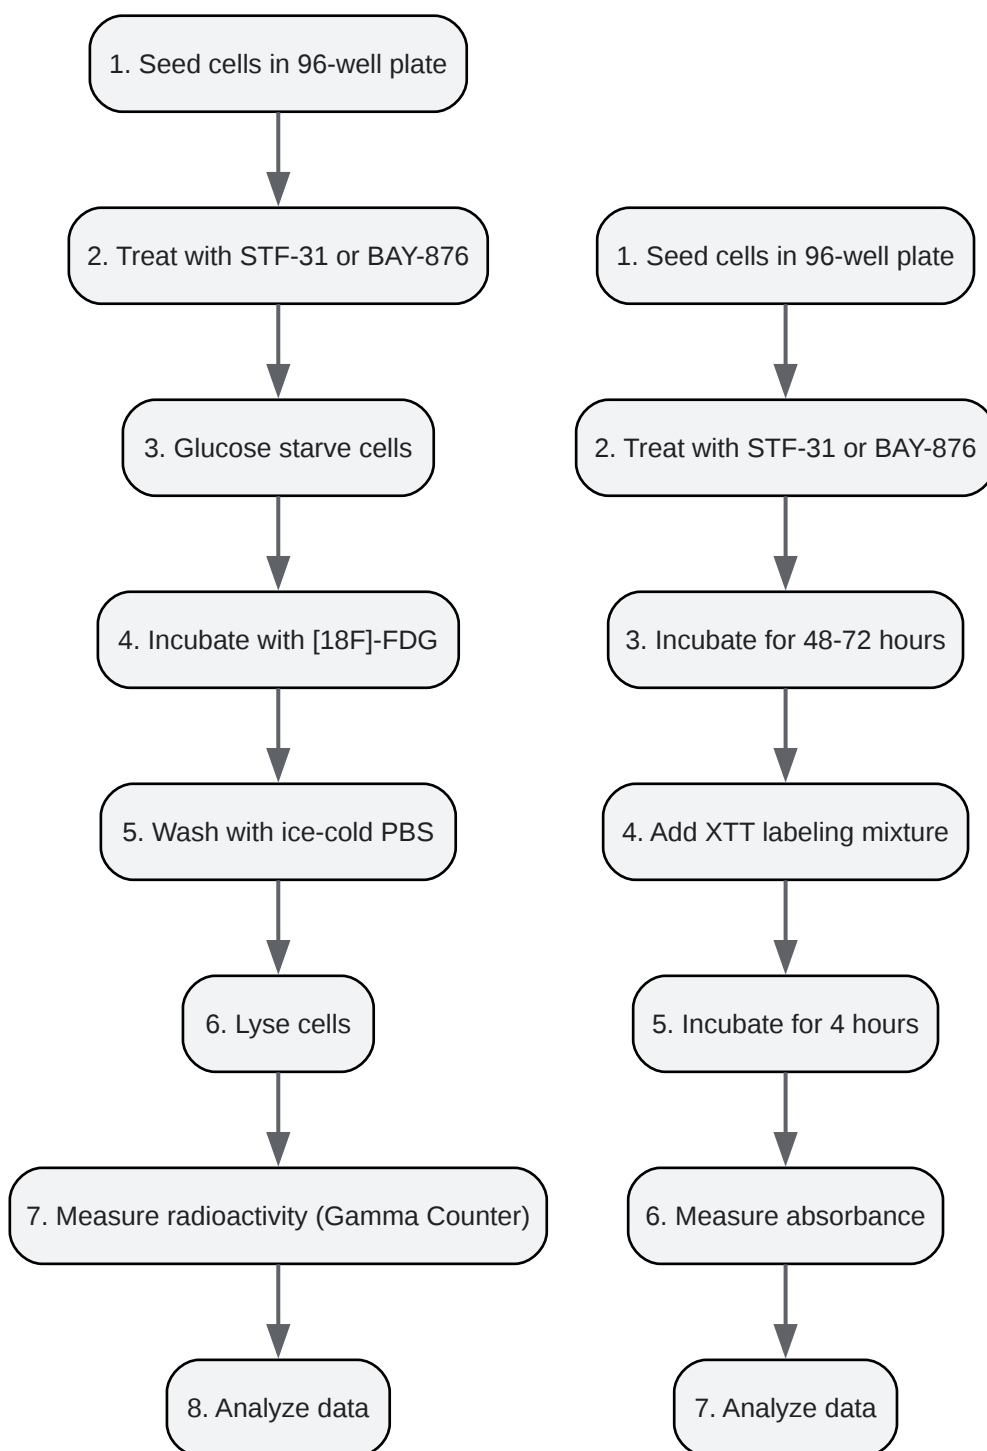 1. Seed cells in 96-well plate
2. Treat with STF-31 or BAY-876
3. Glucose starve cells
4. Incubate with [18F]-FDG
5. Wash with ice-cold PBS
6. Lyse cells
7. Measure radioactivity (Gamma Counter)
8. Analyze data
1. Seed cells in 96-well plate
2. Treat with STF-31 or BAY-876
3. Incubate for 48-72 hours
4. Add XTT labeling mixture
5. Incubate for 4 hours
6. Measure absorbance
7. Analyze data